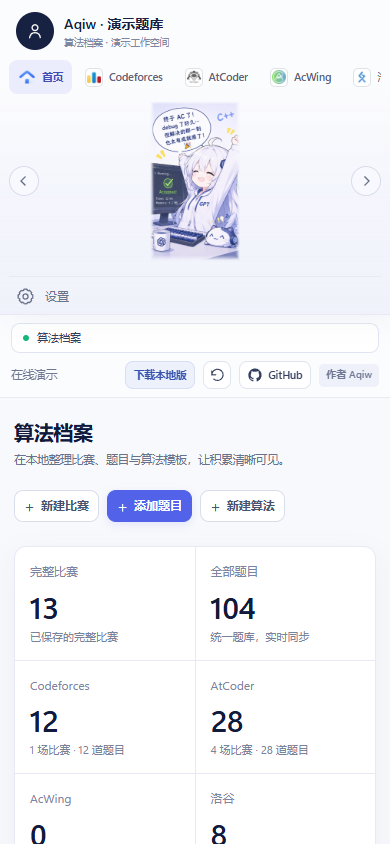 Aqiw · 演示题库
算法档案 · 演示工作空间
首页
Codeforces
AtCoder
AcWing
终于 AC 了!
debug 了好久…
但解决的那一刻
也太有成就感了!
C++
Accepted!
GPT
设置
算法档案
在线演示
下载本地版
GitHub
作者 Aqiw
算法档案
在本地整理比赛、题目与算法模板，让积累清晰可见。
+ 新建比赛
+ 添加题目
+ 新建算法
完整比赛
全部题目
13
104
已保存的完整比赛
统一题库，实时同步
Codeforces
AtCoder
12
28
1 场比赛 · 12 道题目
4 场比赛 · 28 道题目
AcWing
洛谷
0
8